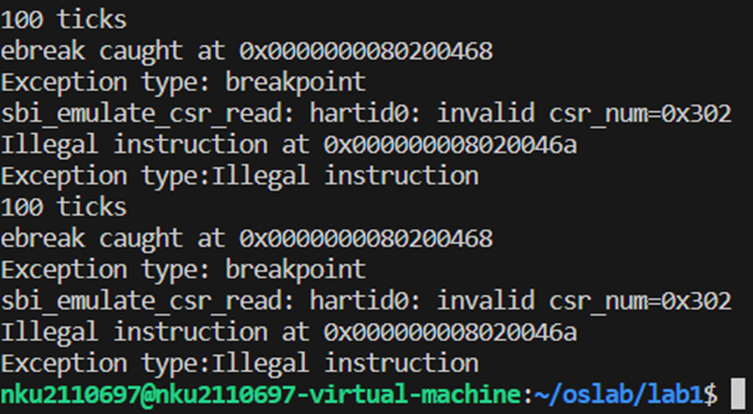 100 ticks
ebreak caught at 0x0000000080200468
Exception type: breakpoint
sbi_emulate_csr_read: hartid0: invalid csr_num=0x302
Illegal instruction at 0x000000008020046a
Exception type:Illegal instruction
100 ticks
ebreak caught at 0x0000000080200468
Exception type: breakpoint
sbi_emulate_csr_read: hartid0: invalid csr_num=0x302
Illegal instruction at 0x000000008020046a
Exception type:Illegal instruction
nku2110697@nku2110697-virtual-machine:~/oslab/lab1$